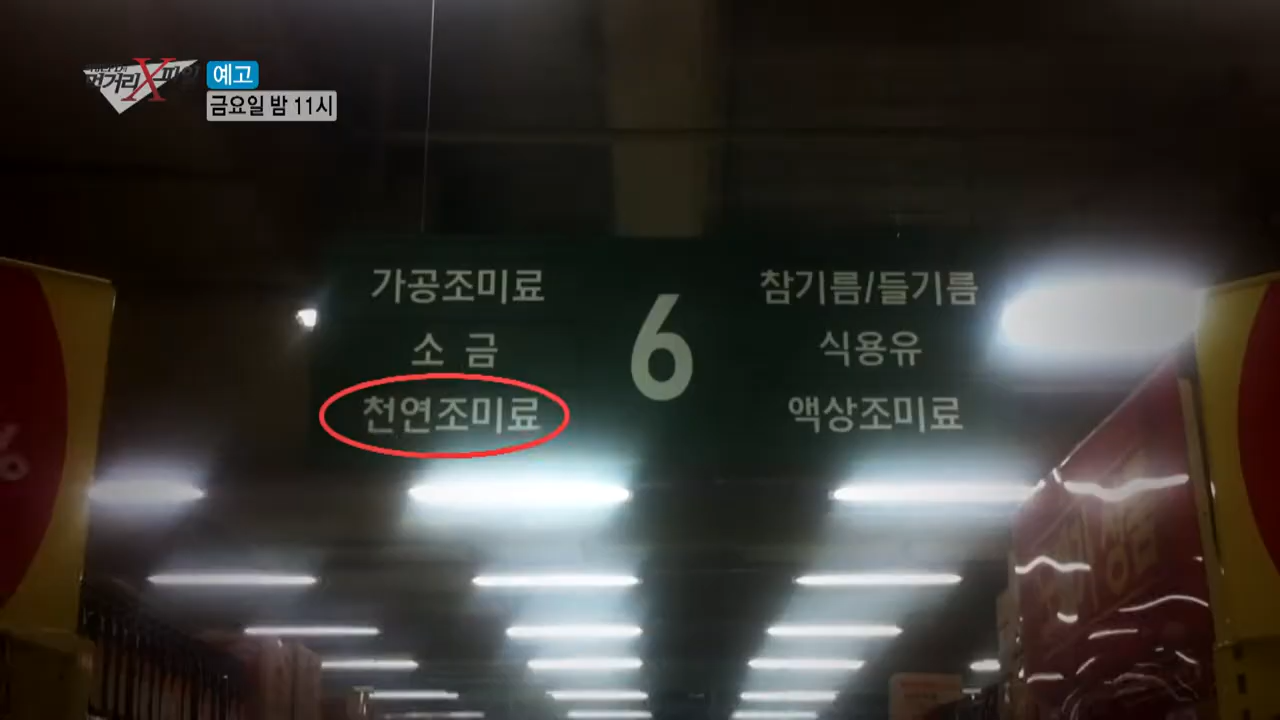 먹거리 X파일
예고
금요일 밤 11시
가공조미료
소 금
천연조미료
6
참기름/들기름
식용유
액상조미료
%